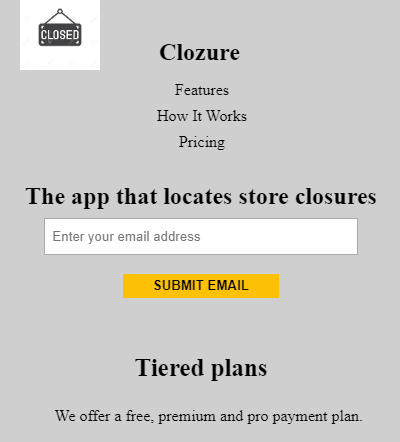 CLOSED
Clozure
Features
How It Works
Pricing
The app that locates store closures
Enter your email address
SUBMIT EMAIL
Tiered plans
We offer a free, premium and pro payment plan.